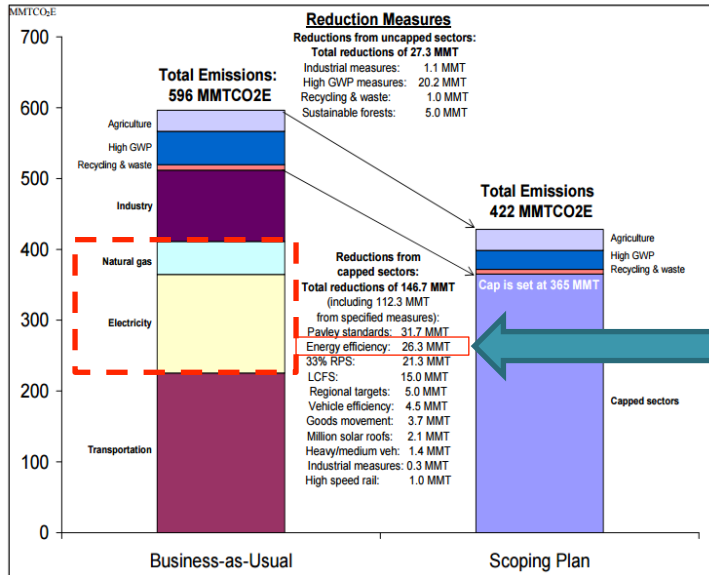 MMTCO₂E
700
600
500
400
300
200
100
0
Reduction Measures
Reductions from uncapped sectors:
Total reductions of 27.3 MMT
Industrial measures: 1.1 MMT
High GWP measures: 20.2 MMT
Recycling & waste: 1.0 MMT
Sustainable forests: 5.0 MMT
Total Emissions:
596 MMTCO2E
Agriculture
High GWP
Recycling & waste
Industry
Natural gas
Electricity
Transportation
Reductions from
capped sectors:
Total reductions of 146.7 MMT
(including 112.3 MMT
from specified measures):
Pavley standards: 31.7 MMT
Energy efficiency: 26.3 MMT
33% RPS: 21.3 MMT
LCFS: 15.0 MMT
Regional targets: 5.0 MMT
Vehicle efficiency: 4.5 MMT
Goods movement: 3.7 MMT
Million solar roofs: 2.1 MMT
Heavy/medium veh: 1.4 MMT
Industrial measures: 0.3 MMT
High speed rail: 1.0 MMT
Total Emissions
422 MMTCO2E
Agriculture
High GWP
Recycling & waste
Cap is set at 365 MMT
Capped sectors
Business-as-Usual
Scoping Plan